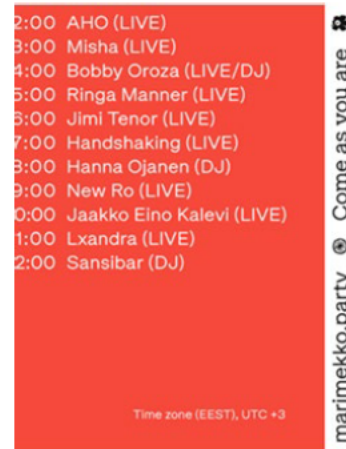 2:00 AHO (LIVE)
3:00 Misha (LIVE)
4:00 Bobby Oroza (LIVE/DJ)
5:00 Ringa Manner (LIVE)
6:00 Jimi Tenor (LIVE)
7:00 Handshaking (LIVE)
8:00 Hanna Ojanen (DJ)
9:00 New Ro (LIVE)
0:00 Jaakko Eino Kalevi (LIVE)
1:00 Lxandra (LIVE)
2:00 Sansibar (DJ)
Time zone (EEST), UTC +3
marimekko.party Come as you are